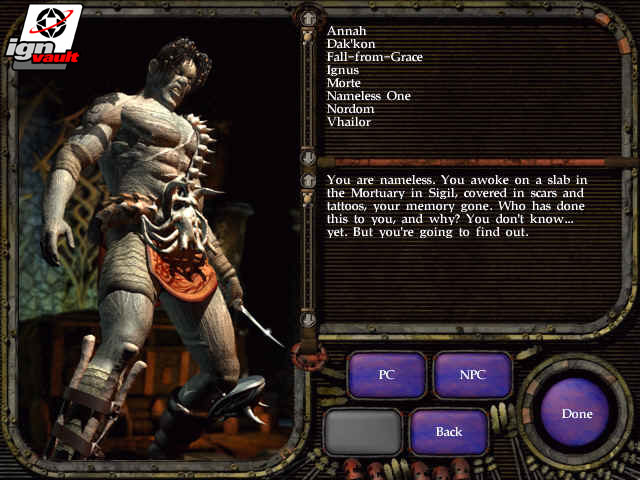 ign
vault
Annah
Dak'kon
Fall-from-Grace
Ignus
Morte
Nameless One
Nordom
Vhailor
You are nameless. You awoke on a slab in
the Mortuary in Sigil, covered in scars and
tattoos, your memory gone. Who has done
this to you, and why? You don't know...
yet. But you're going to find out.
PC
NPC
Back
Done